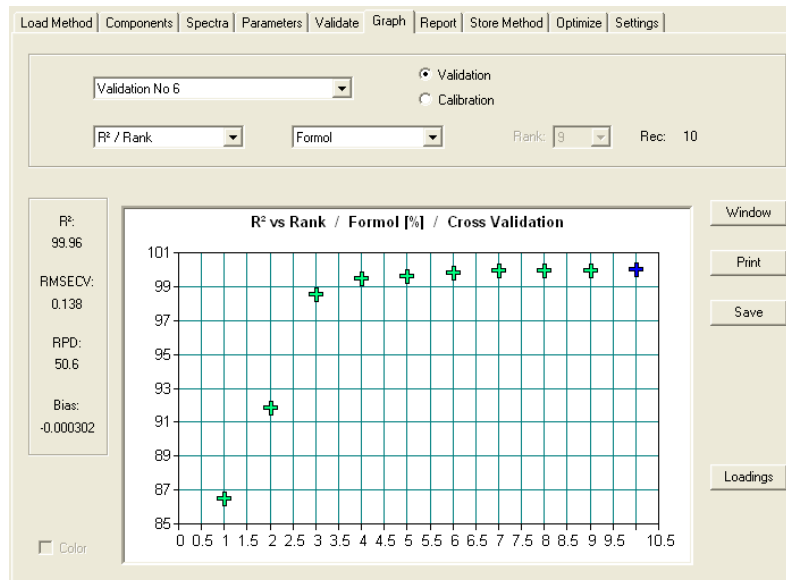 Load Method Components Spectra Parameters Validate Graph Report Store Method Optimize Settings
Validation No 6
Validation
Calibration
R² / Rank Formol Rank: 9 Rec: 10
R²:
99.96
RMSECV:
0.138
RPD:
50.6
Bias:
-0.000302
Color
R² vs Rank / Formol [%] / Cross Validation
101
99
97
95
93
91
89
87
85
0 0.5 1 1.5 2 2.5 3 3.5 4 4.5 5 5.5 6 6.5 7 7.5 8 8.5 9 9.5 10.5
Window
Print
Save
Loadings